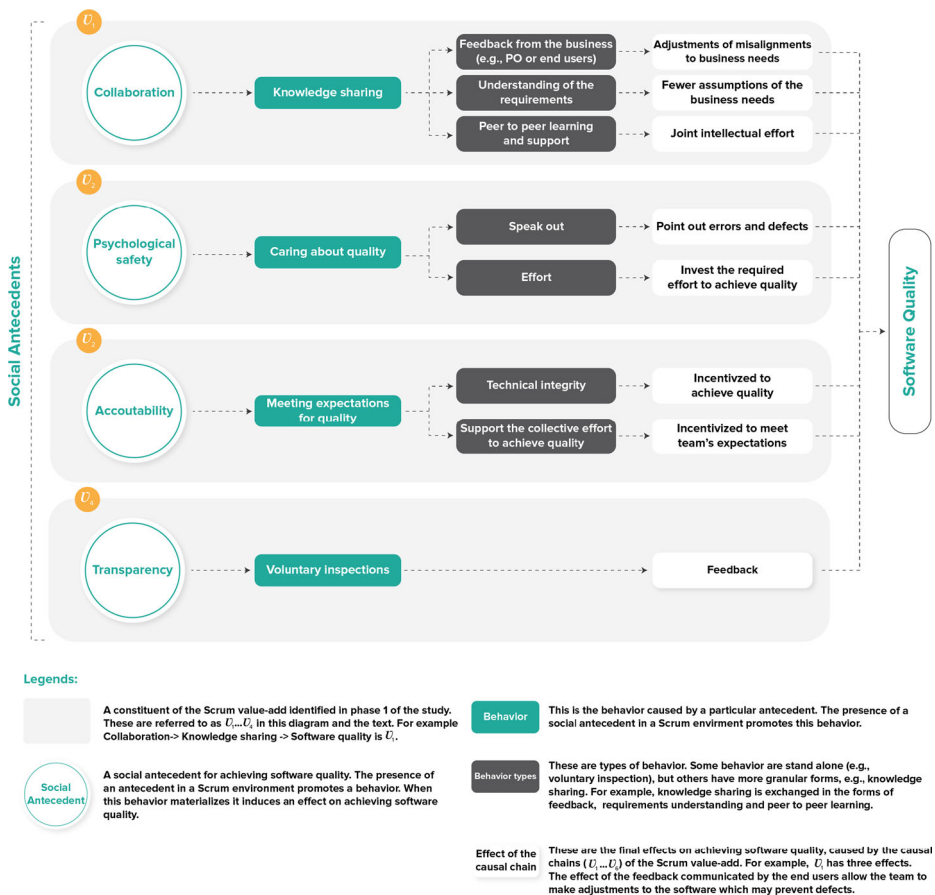 Social Antecedents
U1
Collaboration
Knowledge sharing
Feedback from the business
(e.g., PO or end users)
Adjustments of misalignments
to business needs
Understanding of the
requirements
Fewer assumptions of the
business needs
Peer to peer learning
and support
Joint intellectual effort
U2
Psychological
safety
Caring about quality
Speak out
Point out errors and defects
Effort
Invest the required
effort to achieve quality
Software Quality
U2
Accoutability
Meeting expectations
for quality
Technical integrity
Incentivzed to
achieve quality
Support the collective effort
to achieve quality
Incentivized to meet
team's expectations
U4
Transparency
Voluntary inspections
Feedback
Legends:
A constituent of the Scrum value-add identified in phase 1 of the study.
These are referred to as U1...U4 in this diagram and the text. For example
Collaboration-> Knowledge sharing -> Software quality is U1.
Social
Antecedent
A social antecedent for achieving software quality. The presence of
an antecedent in a Scrum environment promotes a behavior. When
this behavior materializes it induces an effect on achieving software
quality.
Behavior
This is the behavior caused by a particular antecedent. The presence of a
social antecedent in a Scrum envirment promotes this behavior.
Behavior types
These are types of behavior. Some behavior are stand alone (e.g.,
voluntary inspection), but others have more granular forms, e.g., knowledge
sharing. For example, knowledge sharing is exchanged in the forms of
feedback, requirements understanding and peer to peer learning.
Effect of the
causal chain
These are the final effects on achieving software quality, caused by the causal
chains (U1...U4) of the Scrum value-add. For example, U1 has three effects.
The effect of the feedback communicated by the end users allow the team to
make adjustments to the software which may prevent defects.